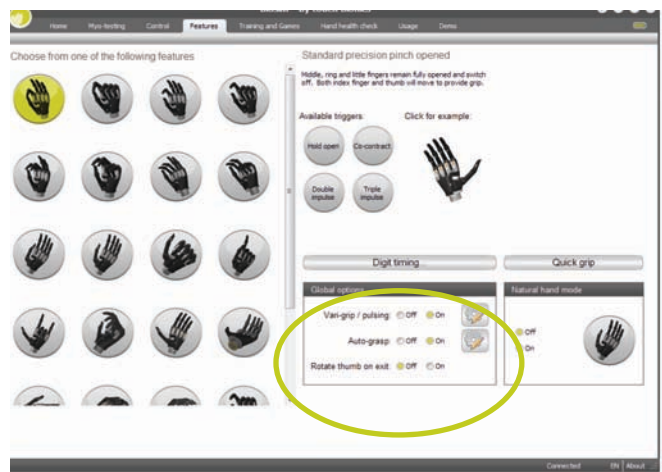 Home Myo-testing Control Features Training and Games Hand health check Usage Demo
Choose from one of the following features
Standard precision pinch opened
Middle, ring and little fingers remain fully opened and switch
off. Both index finger and thumb will move to provide grip.
Available triggers:
Click for example:
Hold open
Co-contract
Double
impulse
Triple
impulse
Digit timing...
Quick grip
Global options
Natural hand mode
Vari-grip / pulsing: Off On
Auto-grasp: Off On
Rotate thumb on exit: Off On
Off
On
Connected EN About